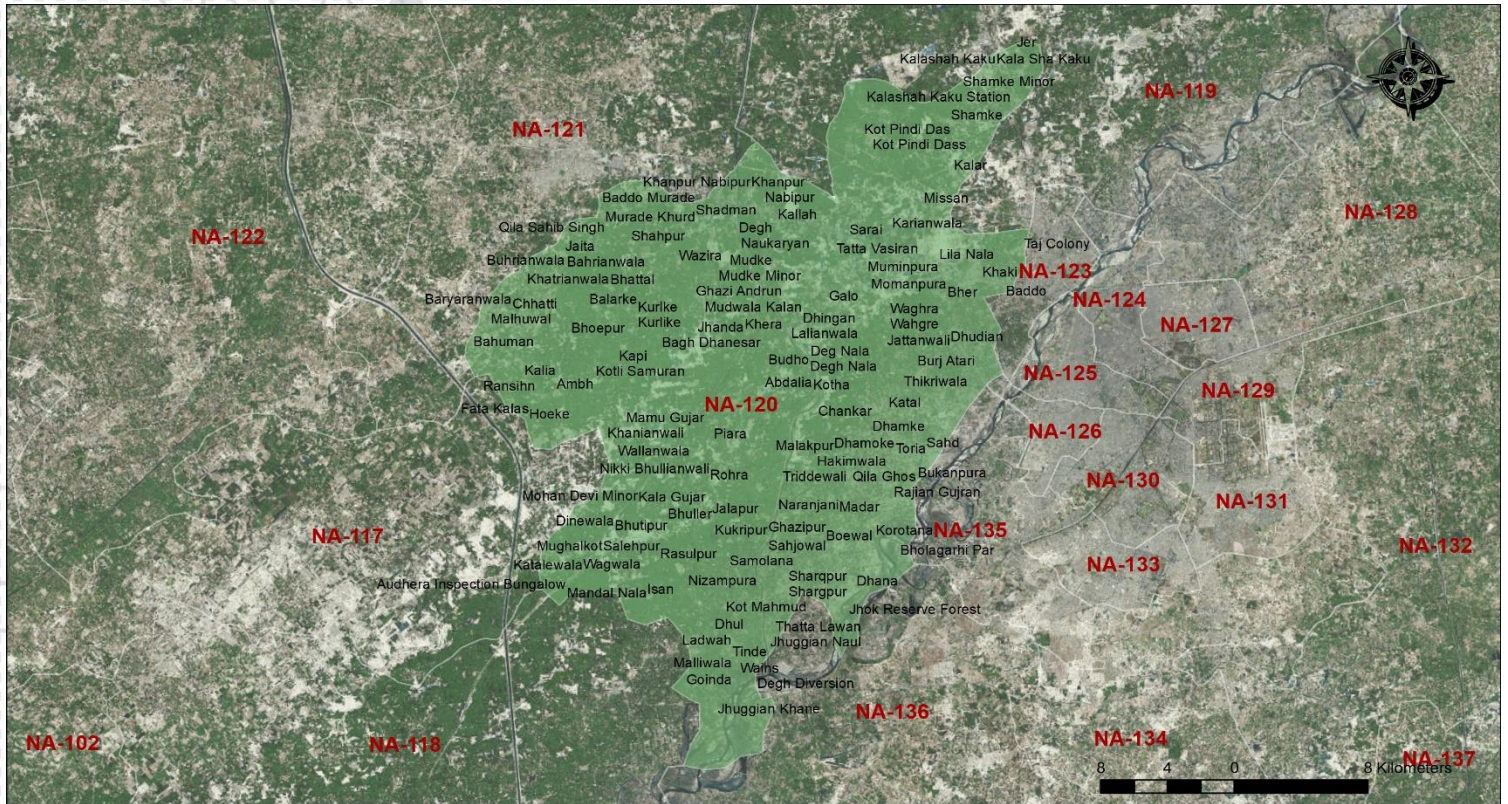 Jer
Kalashah Kaku Kala Sha Kaku
Shamke Minor
NA-119
Kalashah Kaku Station
Shamke
NA-121
Kot Pindi Das
Kot Pindi Dass
Kalar
Khanpur Nabipur Khanpur
Baddo Murade
Nabipur
Missan
Shadman
Kallah
NA-128
Murade Khurd
Qila Sahib Singh
Degh
Sarai
Karianwala
NA-122
Shahpur
Jaita
Naukaryan
Tatta Vasiran
Taj Colony
Buhrianwala Bahrianwala
Wazira
Mudke
Lila Nala
Muminpura
Khatrianwala Bhattal
Mudke Minor
Khaki
NA-123
Momanpura
Ghazi Andrun
Bher
Baddo
Baryaranwala
Chhatti
Balarke
Galo
NA-124
Kurlke
Mudwala Kalan
Waghra
Malhuwal
Dhingan
Kurlike
Wahgre
NA-127
Bhoepur
Jhanda
Khera
Lalianwala
Bahuman
Bagh Dhanesar
Jattanwali
Dhudian
Kapi
Deg Nala
Budho
Burj Atari
Kalia
Kotli Samuran
Degh Nala
NA-125
Ransihn
Ambh
Abdalia
Kotha
Thikriwala
NA-129
Fata Kalas
Hoeke
NA-120
Katal
Mamu Gujar
Chankar
Khanianwali
Piara
Dhamke
NA-126
Malakpur
Dhamoke
Toria
Sahd
Wallanwala
Hakimwala
Nikki Bhullianwali
Rohra
Triddewali
Qila Ghos
Bukanpura
NA-130
Mohan Devi Minor
Kala Gujar
Rajian Gujran
NA-131
Bhuller
Jalapur
Naranjani
Madar
Dinewala
Bhutipur
Kukripur
Ghazipur
Boewal
Korotana
NA-135
NA-117
Mughalkot
Salehpur
Rasulpur
Sahjowal
Bholagarhi Par
NA-132
Katalewala
Wagwala
Samolana
NA-133
Audhera Inspection Bungalow
Mandal Nala
Isan
Nizampura
Sharqpur
Shargpur
Dhana
Kot Mahmud
Jhok Reserve Forest
Dhul
Thatta Lawan
Ladwah
Jhuggian Naul
Tinde
Malliwala
Wains
Goinda
Degh Diversion
Jhuggian Khane
NA-136
NA-102
NA-118
NA-134
NA-137
8 4 0 8 Kilometers